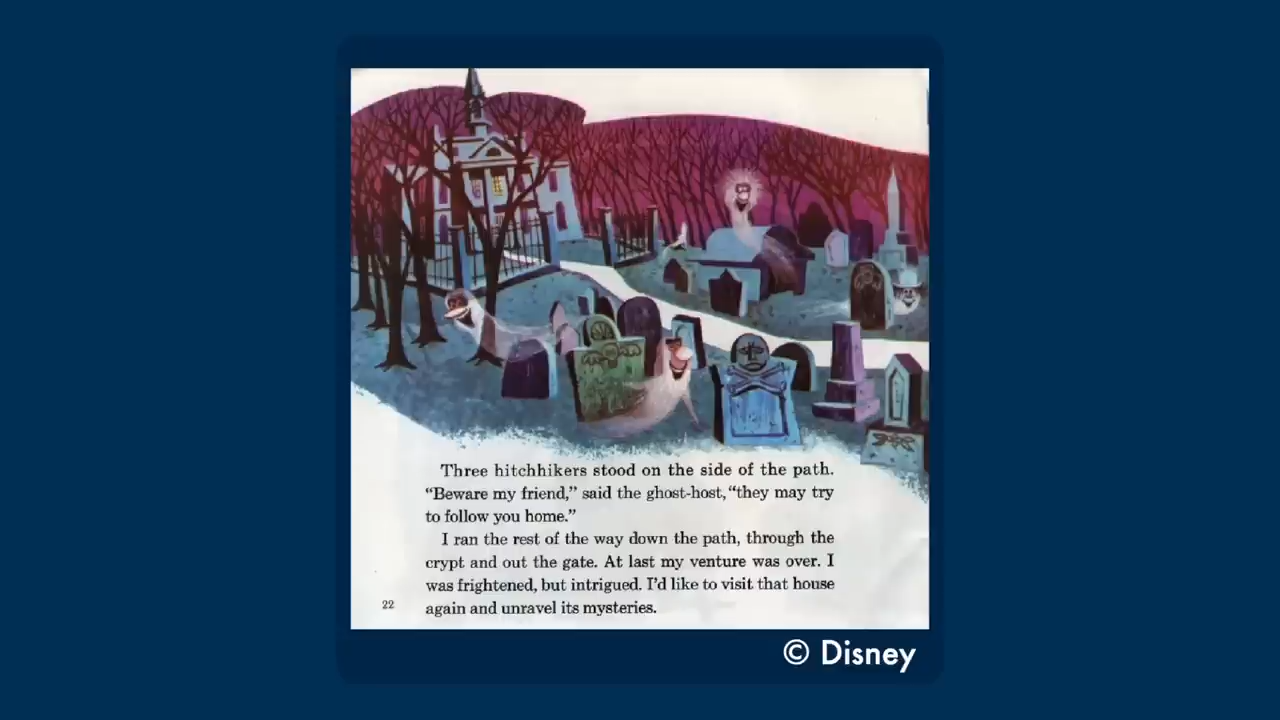 Three hitchhikers stood on the side of the path.
“Beware my friend,” said the ghost-host, “they may try
to follow you home.”
I ran the rest of the way down the path, through the
crypt and out the gate. At last my venture was over. I
was frightened, but intrigued. I’d like to visit that house
again and unravel its mysteries.
22
© Disney